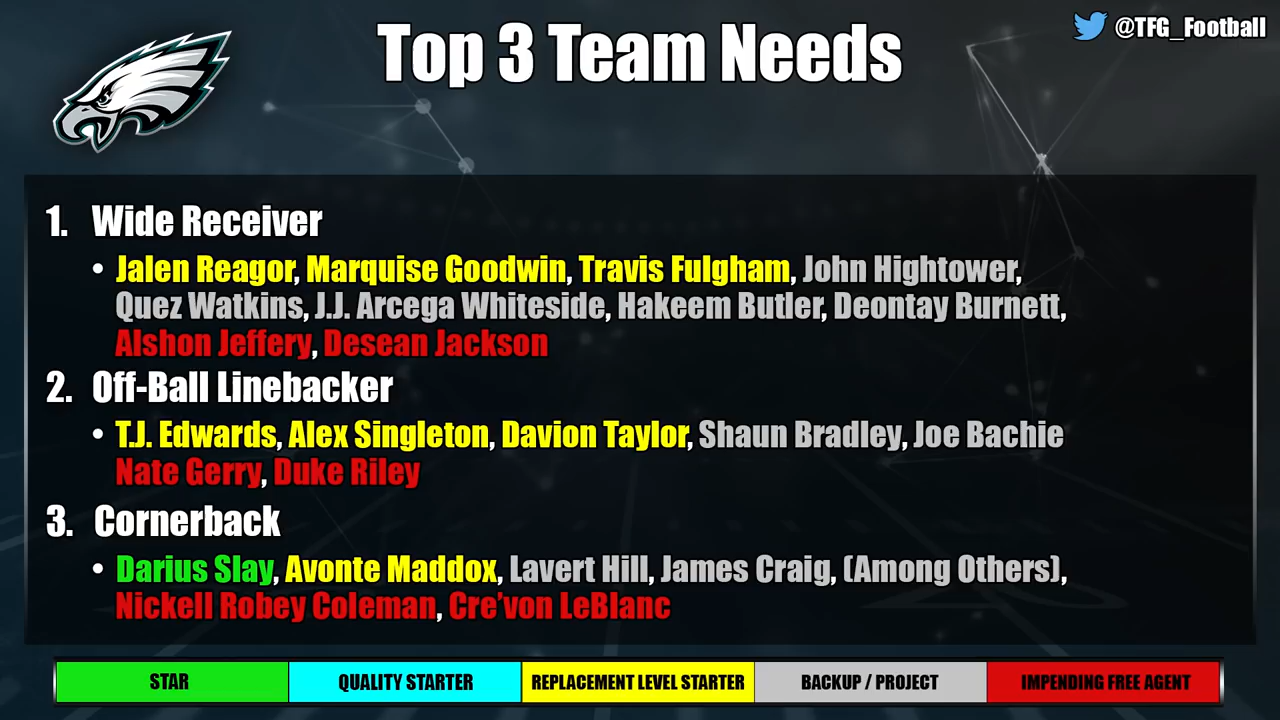 @TFG_Football
Top 3 Team Needs
1. Wide Receiver
• Jalen Reagor, Marquise Goodwin, Travis Fulgham, John Hightower,
Quez Watkins, J.J. Arcega Whiteside, Hakeem Butler, Deontay Burnett,
Alshon Jeffery, Desean Jackson
2. Off-Ball Linebacker
• T.J. Edwards, Alex Singleton, Davion Taylor, Shaun Bradley, Joe Bachie
Nate Gerry, Duke Riley
3. Cornerback
• Darius Slay, Avonte Maddox, Lavert Hill, James Craig, (Among Others),
Nickell Robey Coleman, Cre'von LeBlanc
STAR QUALITY STARTER REPLACEMENT LEVEL STARTER BACKUP / PROJECT IMPENDING FREE AGENT